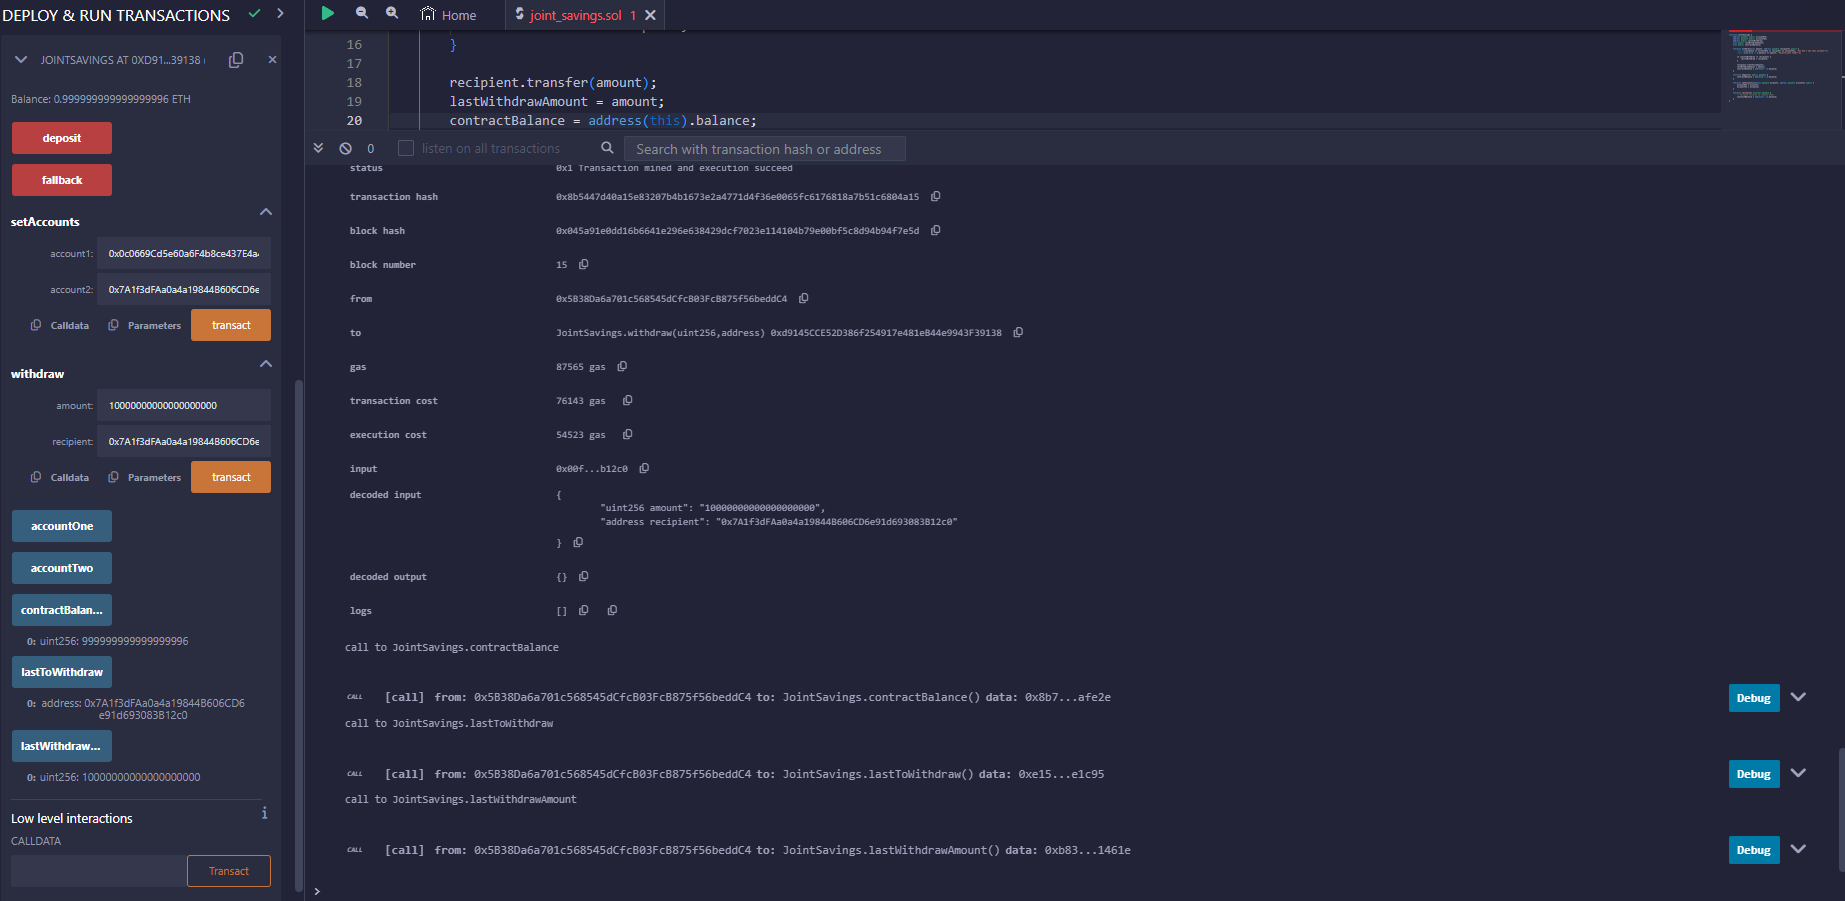 DEPLOY & RUN TRANSACTIONS
JOINTSAVINGS AT 0XD91...39138 (
Balance: 0.999999999999999996 ETH
deposit
fallback
setAccounts
account1: 0x0c0669Cd5e60a6F4b8ce437E4a
account2: 0x7A1f3dFAa0a4a19844B606CD6e
Calldata Parameters transact
withdraw
amount: 10000000000000000000
recipient: 0x7A1f3dFAa0a4a19844B606CD6e
Calldata Parameters transact
accountOne
accountTwo
contractBalan...
0: uint256: 999999999999999996
lastToWithdraw
0: address: 0x7A1f3dFAa0a4a19844B606CD6
e91d693083B12c0
lastWithdraw...
0: uint256: 10000000000000000000
Low level interactions
i
CALLDATA
Transact
Home joint_savings.sol 1
16 }
17
18 recipient.transfer(amount);
19 lastWithdrawAmount = amount;
20 contractBalance = address(this).balance;
0 listen on all transactions Search with transaction hash or address
status 0x1 Transaction mined and execution succeed
transaction hash 0x8b5447d40a15e83207b4b1673e2a4771d4f36e0065fc6176818a7b51c6804a15
block hash 0x045a91e0dd16b6641e296e638429dcf7023e114104b79e00bf5c8d94b94f7e5d
block number 15
from 0x5B38Da6a701c568545dCfcB03FcB875f56beddC4
to JointSavings.withdraw(uint256,address) 0xd9145CCE52D386f254917e481eB44e9943F39138
gas 87565 gas
transaction cost 76143 gas
execution cost 54523 gas
input 0x00f...b12c0
decoded input {
"uint256 amount": "10000000000000000000",
"address recipient": "0x7A1f3dFAa0a4a19844B606CD6e91d693083B12c0"
}
decoded output {}
logs []
call to JointSavings.contractBalance
CALL [call] from: 0x5B38Da6a701c568545dCfcB03FcB875f56beddC4 to: JointSavings.contractBalance() data: 0x8b7...afe2e Debug
call to JointSavings.lastToWithdraw
CALL [call] from: 0x5B38Da6a701c568545dCfcB03FcB875f56beddC4 to: JointSavings.lastToWithdraw() data: 0xe15...e1c95 Debug
call to JointSavings.lastWithdrawAmount
CALL [call] from: 0x5B38Da6a701c568545dCfcB03FcB875f56beddC4 to: JointSavings.lastWithdrawAmount() data: 0xb83...1461e Debug
>